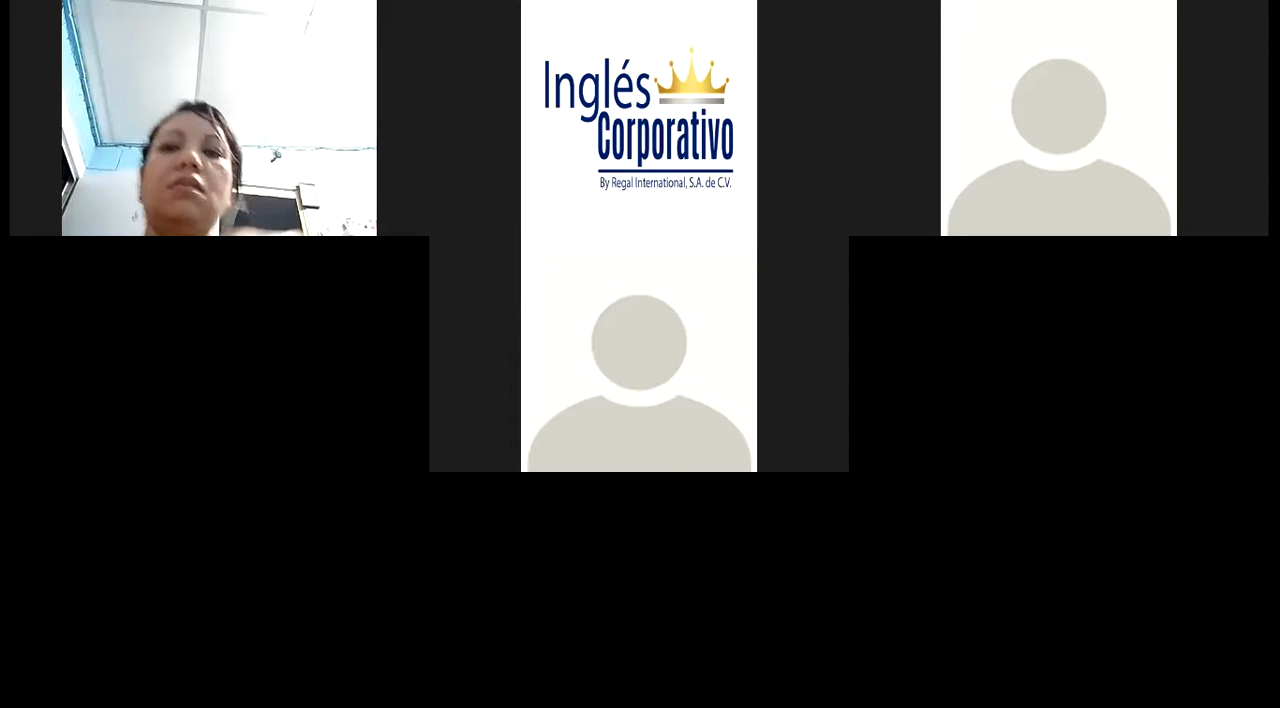 Inglés
Corporativo
By Regal International, S.A. de C.V.